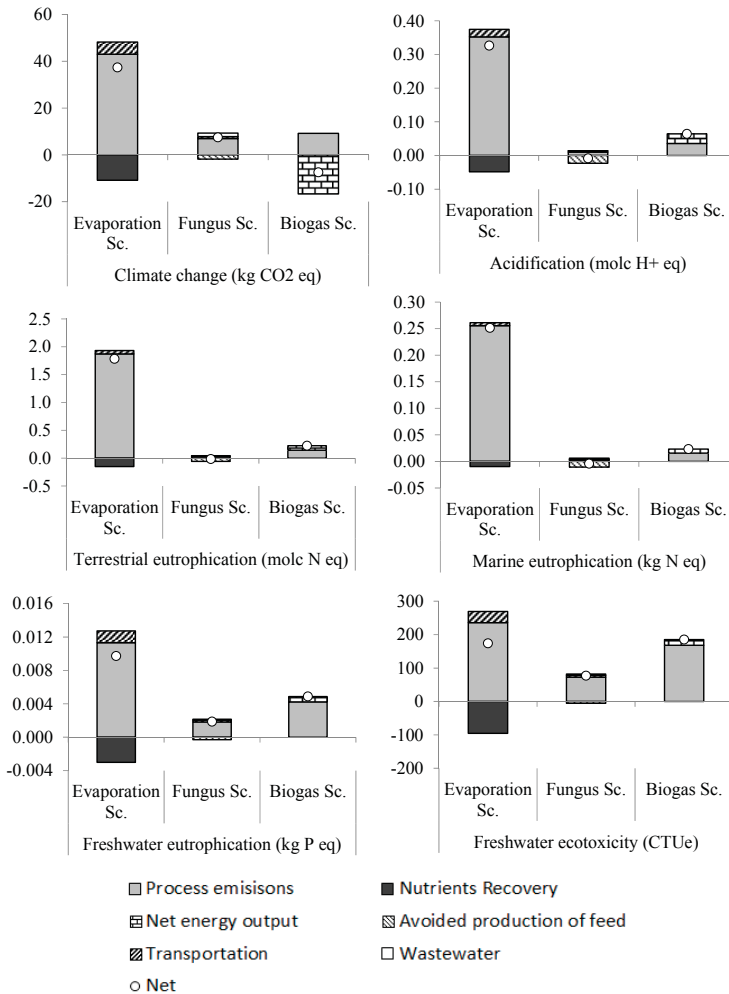 60
40
20
0
-20
Evaporation Sc.
Fungus Sc.
Biogas Sc.
Climate change (kg CO2 eq)
0.40
0.30
0.20
0.10
0.00
-0.10
Evaporation Sc.
Fungus Sc.
Biogas Sc.
Acidification (molc H+ eq)
2.5
2.0
1.5
1.0
0.5
0.0
-0.5
Evaporation Sc.
Fungus Sc.
Biogas Sc.
Terrestrial eutrophication (molc N eq)
0.30
0.25
0.20
0.15
0.10
0.05
0.00
-0.05
Evaporation Sc.
Fungus Sc.
Biogas Sc.
Marine eutrophication (kg N eq)
0.016
0.012
0.008
0.004
0.000
-0.004
Evaporation Sc.
Fungus Sc.
Biogas Sc.
Freshwater eutrophication (kg P eq)
300
200
100
0
-100
-200
Evaporation Sc.
Fungus Sc.
Biogas Sc.
Freshwater ecotoxicity (CTUe)
Process emisisons
Nutrients Recovery
Net energy output
Avoided production of feed
Transportation
Wastewater
Net